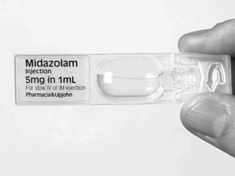 Midazolam
Injection
5mg in 1mL
For slow IV or IM injection
Pharmacia&Upjohn